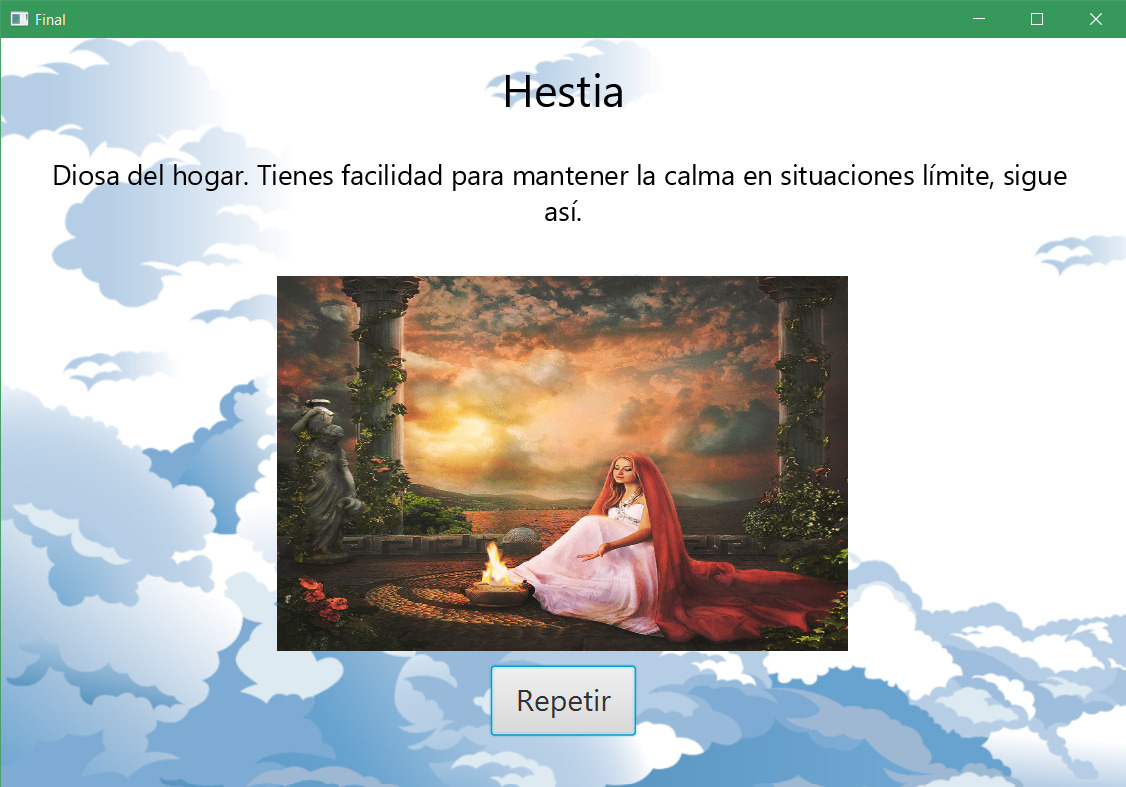 Final
Hestia
Diosa del hogar. Tienes facilidad para mantener la calma en situaciones límite, sigue
así.
Repetir